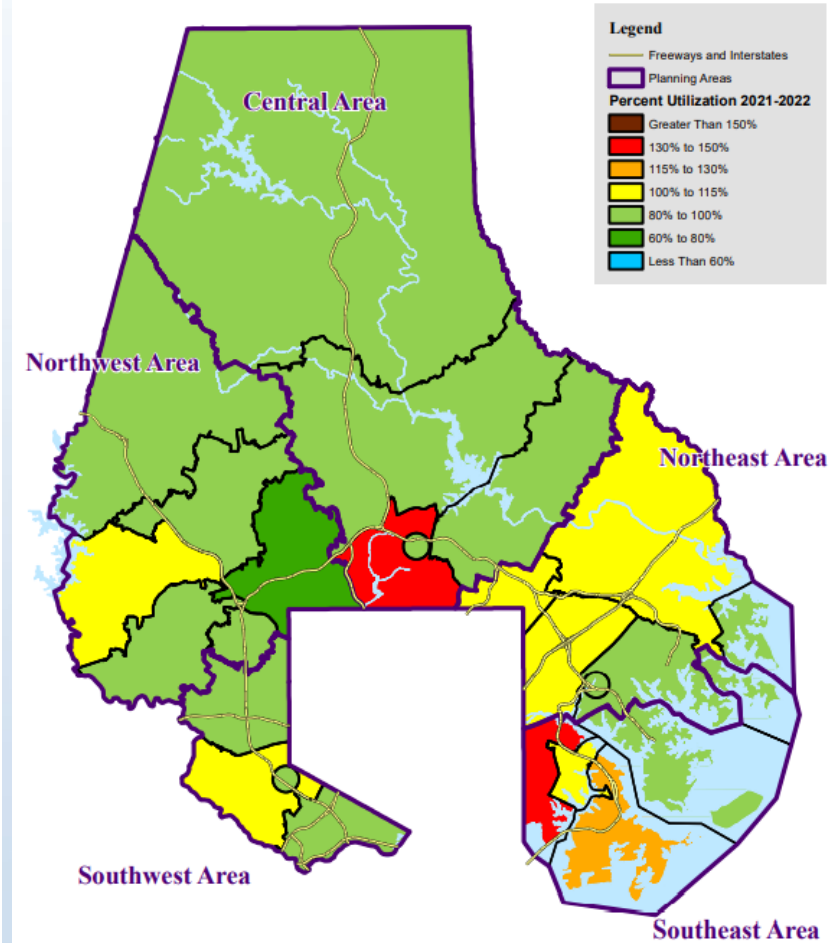 Legend
Freeways and Interstates
Planning Areas
Percent Utilization 2021-2022
Greater Than 150%
130% to 150%
115% to 130%
100% to 115%
80% to 100%
60% to 80%
Less Than 60%
Central Area
Northwest Area
Northeast Area
Southwest Area
Southeast Area